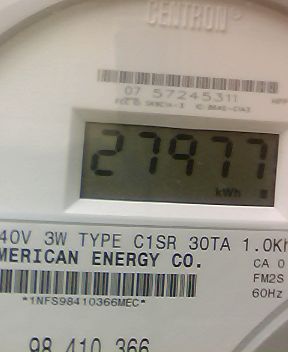 CENTRON®
07 57245311
27977
kWh
40V 3W TYPE C1SR 30TA 1.0Kh
MERICAN ENERGY CO.
CA 0
FM2S
60Hz
*1NFS98410366MEC*
98 410 366